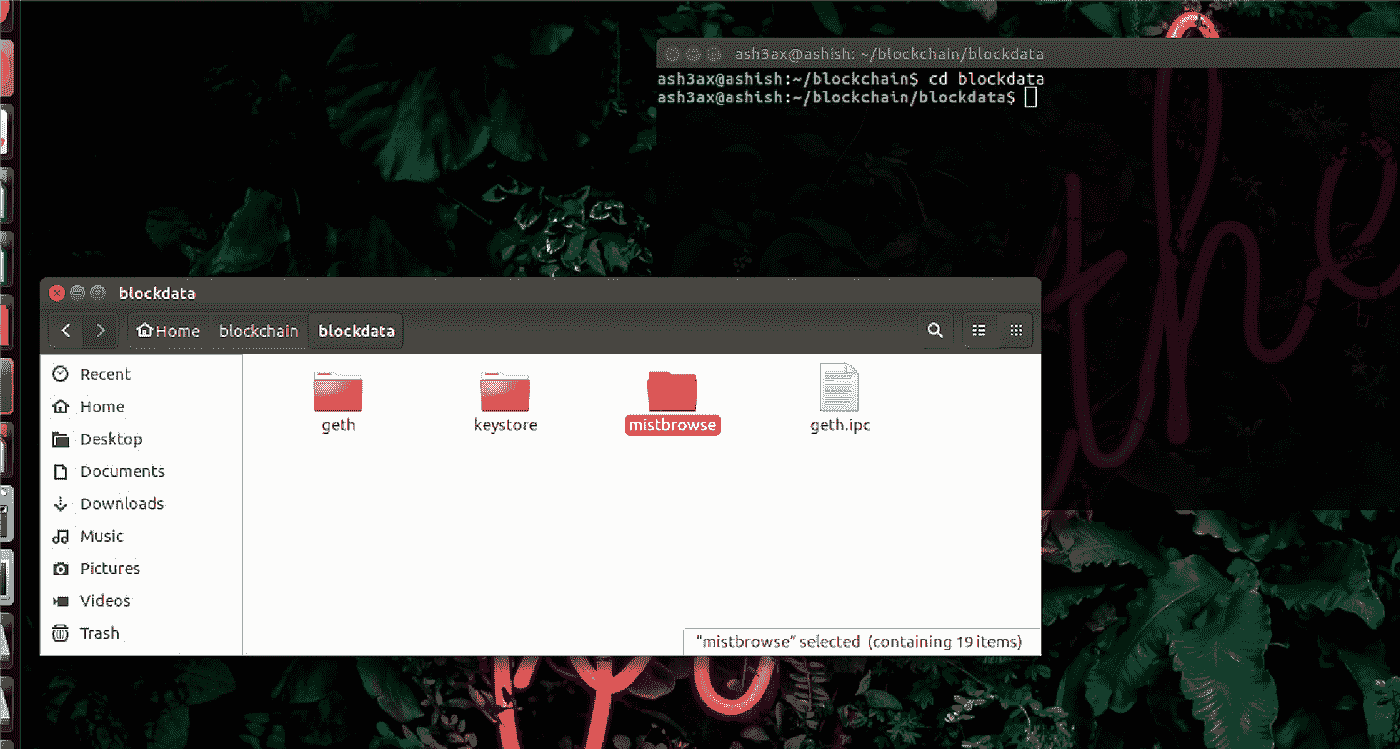 ash3ax@ashish: ~/blockchain/blockdata
ash3ax@ashish:~/blockchain$ cd blockdata
ash3ax@ashish:~/blockchain/blockdata$
the
blockdata
Home blockchain blockdata
Recent
Home
Desktop
Documents
Downloads
Music
Pictures
Videos
Trash
geth keystore mistbrowse geth.ipc
"mistbrowse" selected (containing 19 items)